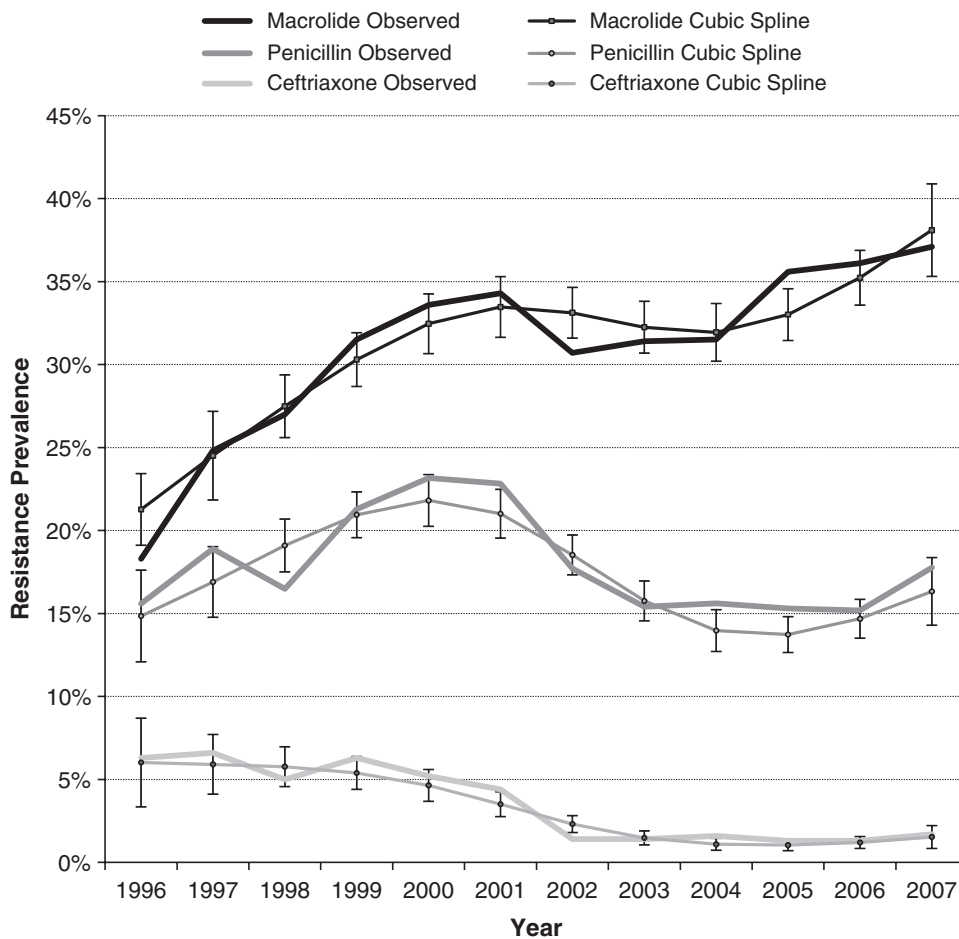 Macrolide Observed Macrolide Cubic Spline
Penicillin Observed Penicillin Cubic Spline
Ceftriaxone Observed Ceftriaxone Cubic Spline
45%
40%
35%
30%
25%
20%
15%
10%
5%
0%
Resistance Prevalence
1996 1997 1998 1999 2000 2001 2002 2003 2004 2005 2006 2007
Year